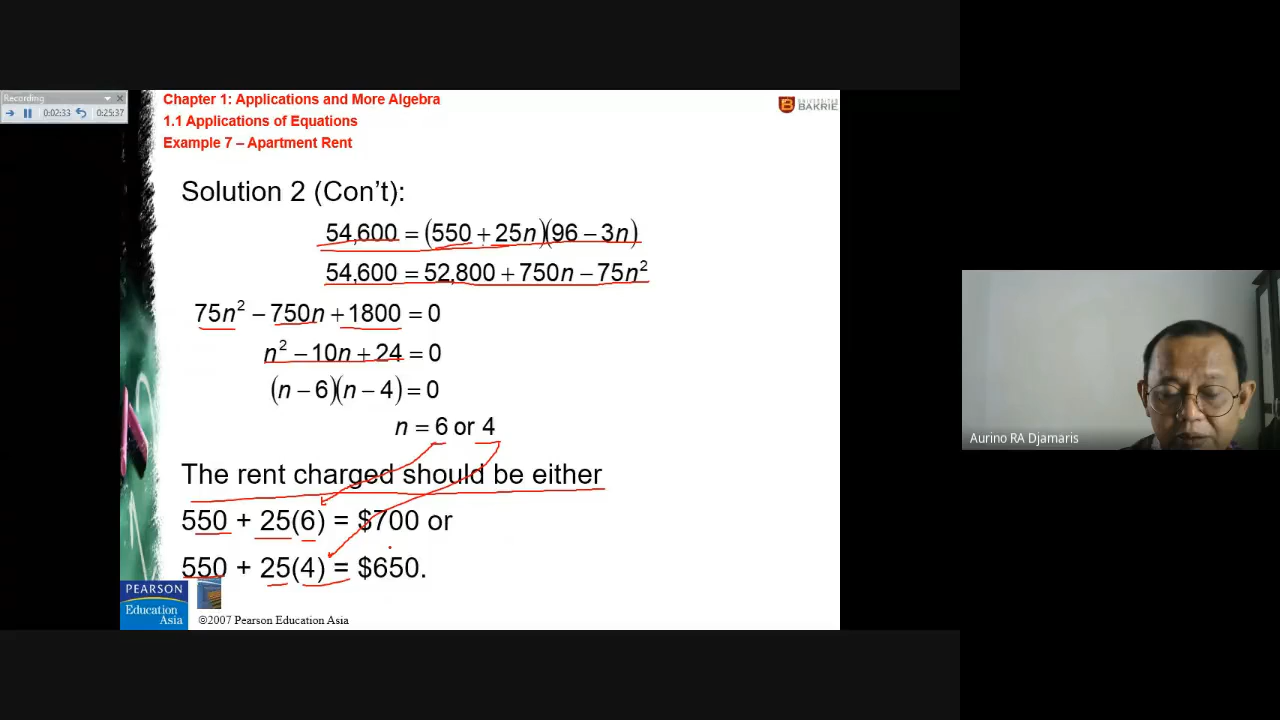 Recording
0:02:33 0:25:37
Chapter 1: Applications and More Algebra
1.1 Applications of Equations
Example 7 – Apartment Rent
UNIVERSITAS
BAKRIE
Solution 2 (Con't):
54,600 = (550 + 25n)(96 − 3n)
54,600 = 52,800 + 750n − 75n²
75n² − 750n + 1800 = 0
n² − 10n + 24 = 0
(n − 6)(n − 4) = 0
n = 6 or 4
The rent charged should be either
550 + 25(6) = $700 or
550 + 25(4) = $650.
PEARSON
Education
Asia
©2007 Pearson Education Asia
Aurino RA Djamaris